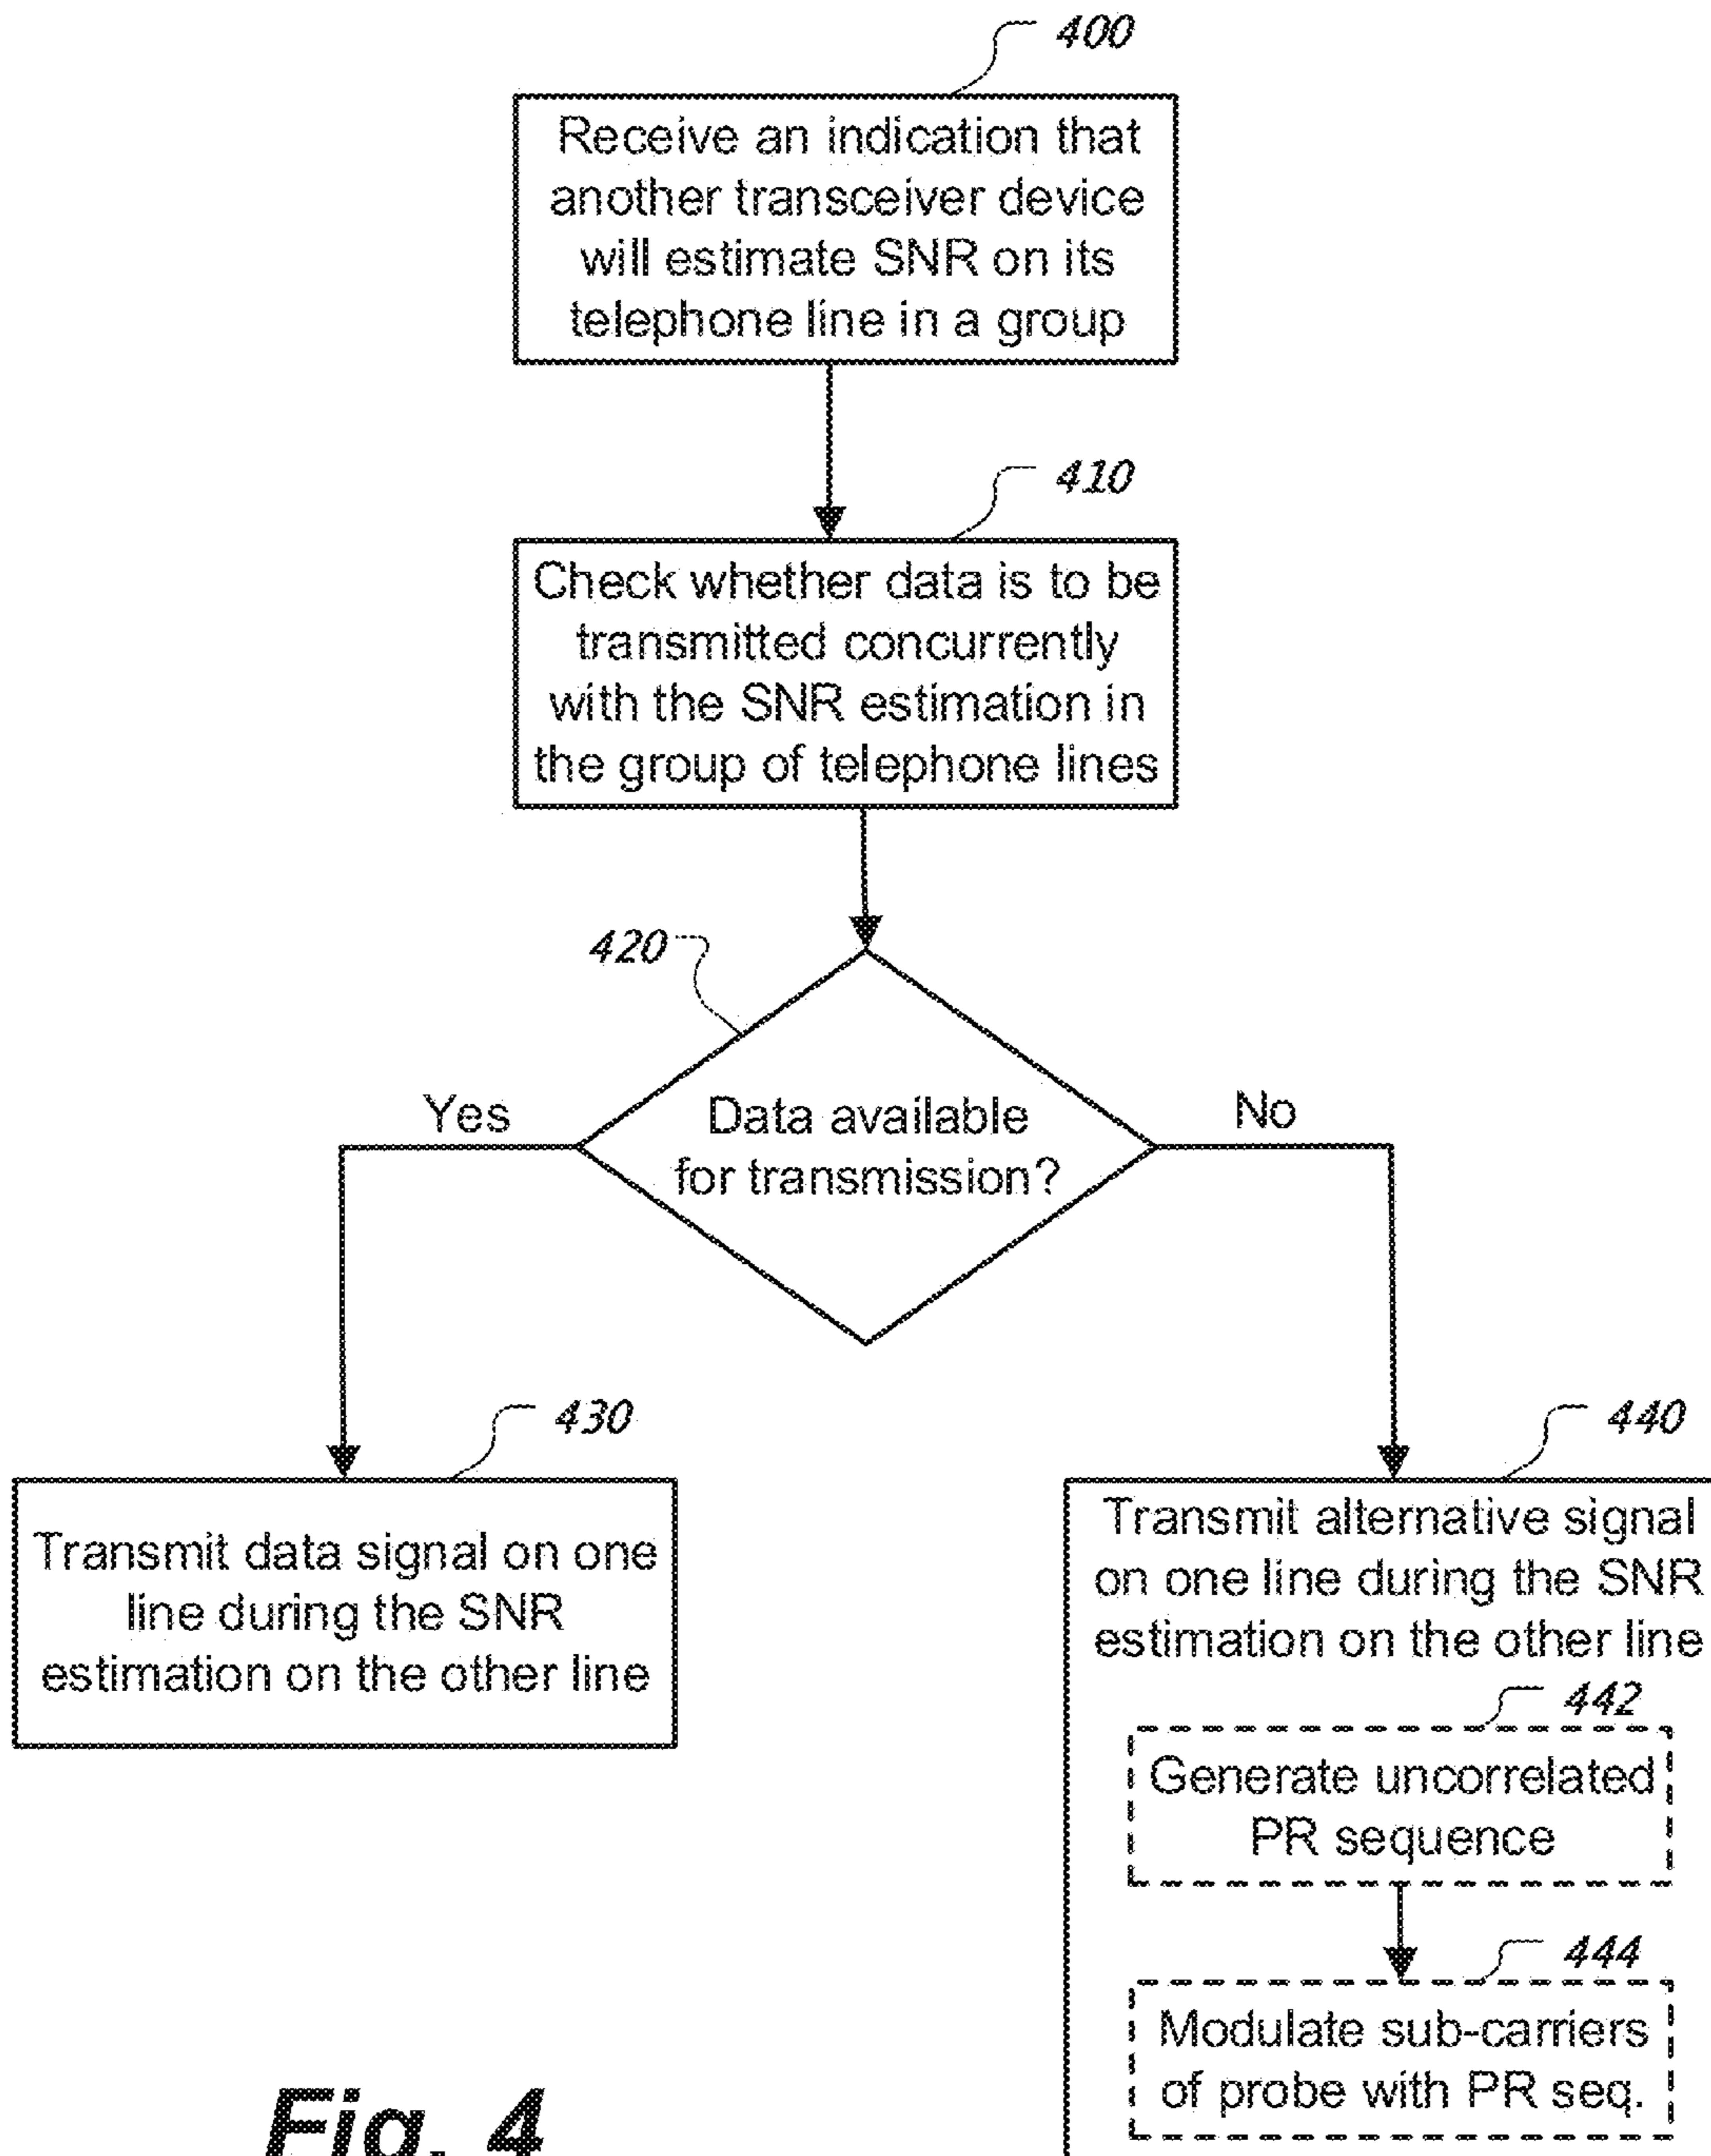 400
Receive an indication that
another transceiver device
will estimate SNR on its
telephone line in a group
410
Check whether data is to be
transmitted concurrently
with the SNR estimation in
the group of telephone lines
420
Yes
Data available
for transmission?
No
430
Transmit data signal on one
line during the SNR
estimation on the other line
440
Transmit alternative signal
on one line during the SNR
estimation on the other line
442
Generate uncorrelated
PR sequence
444
Modulate sub-carriers
of probe with PR seq.
Fig. 4